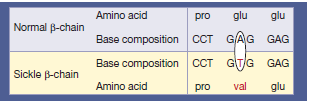 Normal β-chain
Amino acid pro glu glu
Base composition CCT GAG GAG
Sickle β-chain
Base composition CCT GTG GAG
Amino acid pro val glu